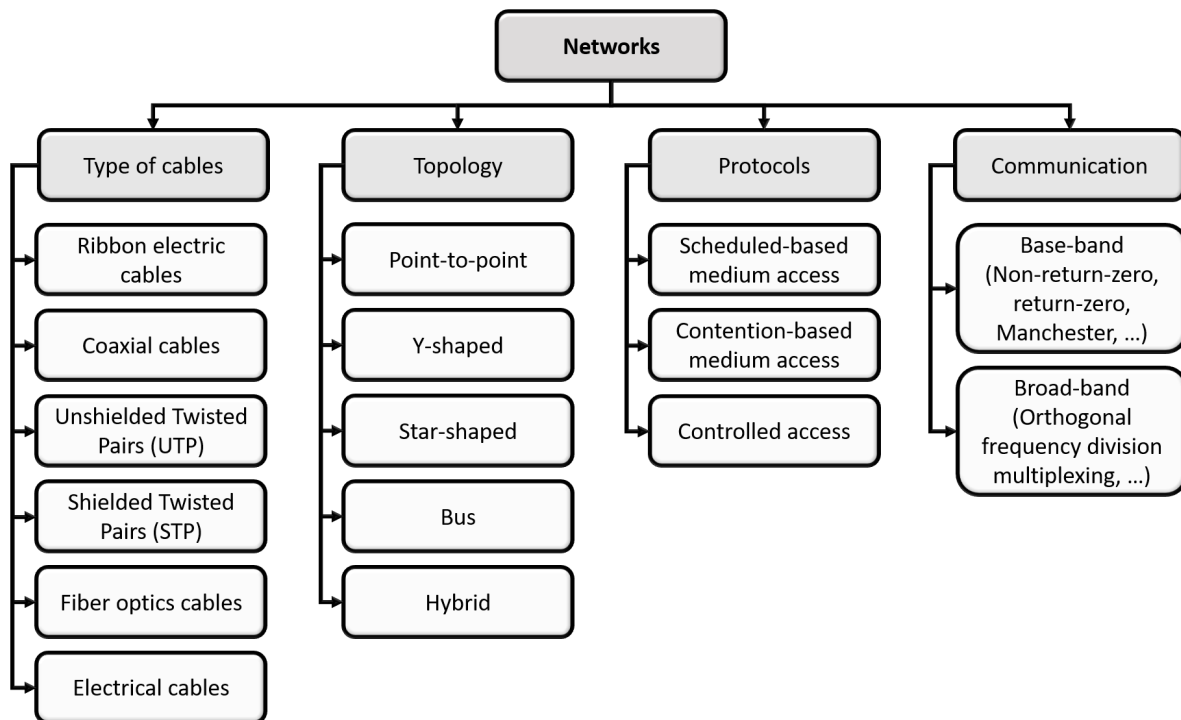 Networks
Type of cables
Ribbon electric
cables
Coaxial cables
Unshielded Twisted
Pairs (UTP)
Shielded Twisted
Pairs (STP)
Fiber optics cables
Electrical cables
Topology
Point-to-point
Y-shaped
Star-shaped
Bus
Hybrid
Protocols
Scheduled-based
medium access
Contention-based
medium access
Controlled access
Communication
Base-band
(Non-return-zero,
return-zero,
Manchester, …)
Broad-band
(Orthogonal
frequency division
multiplexing, …)